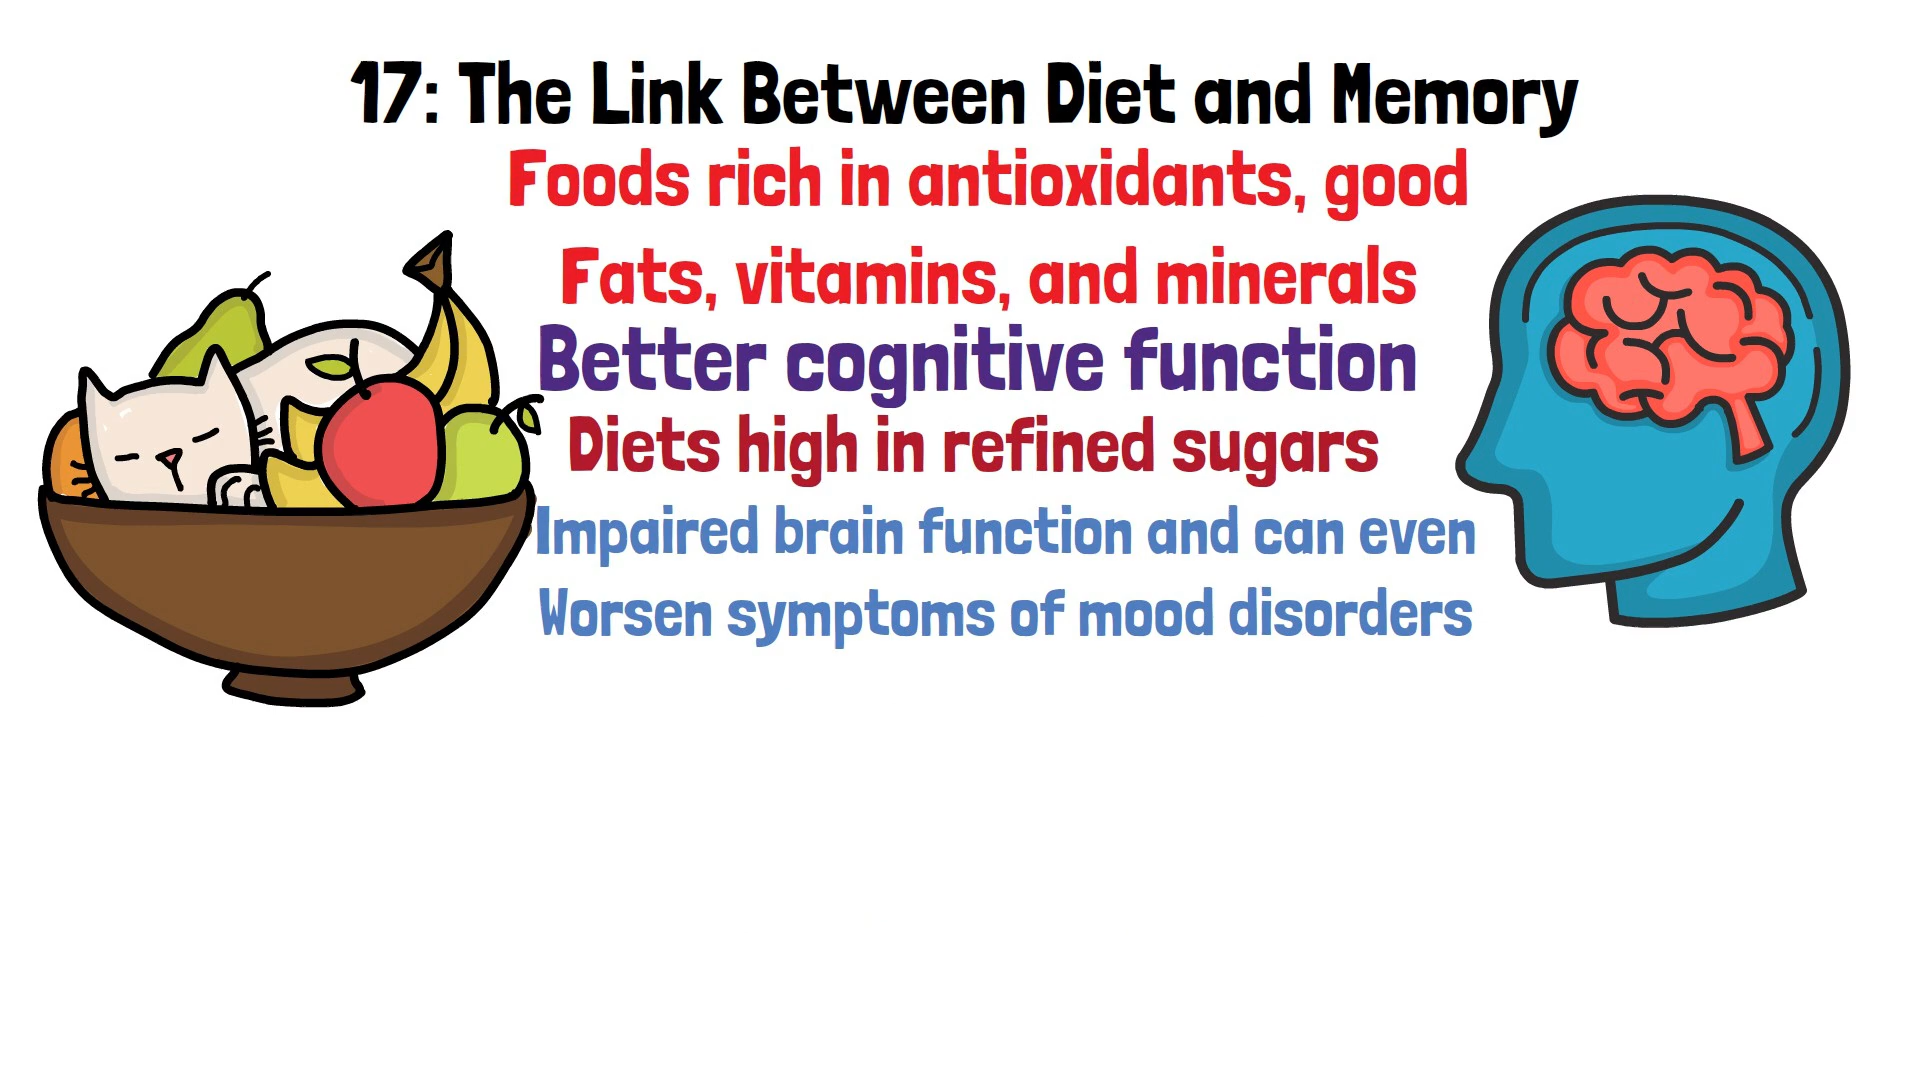 17: The Link Between Diet and Memory
Foods rich in antioxidants, good
Fats, vitamins, and minerals
Better cognitive function
Diets high in refined sugars
Impaired brain function and can even
Worsen symptoms of mood disorders